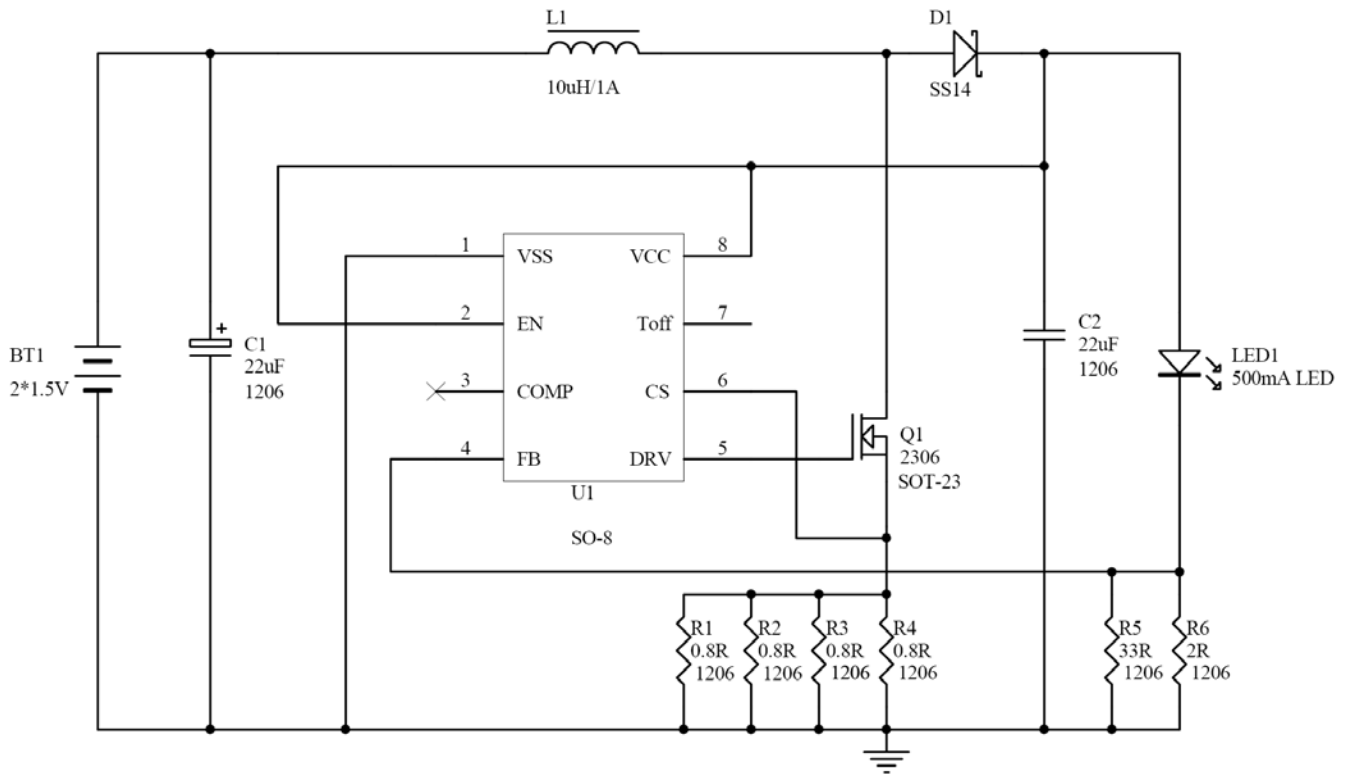 L1
10uH/1A
D1
SS14
1
VSS
VCC
8
2
EN
Toff
7
3
COMP
CS
6
4
FB
DRV
5
U1
SO-8
BT1
2*1.5V
+
C1
22uF
1206
C2
22uF
1206
LED1
500mA LED
Q1
2306
SOT-23
R1
0.8R
1206
R2
0.8R
1206
R3
0.8R
1206
R4
0.8R
1206
R5
33R
1206
R6
2R
1206